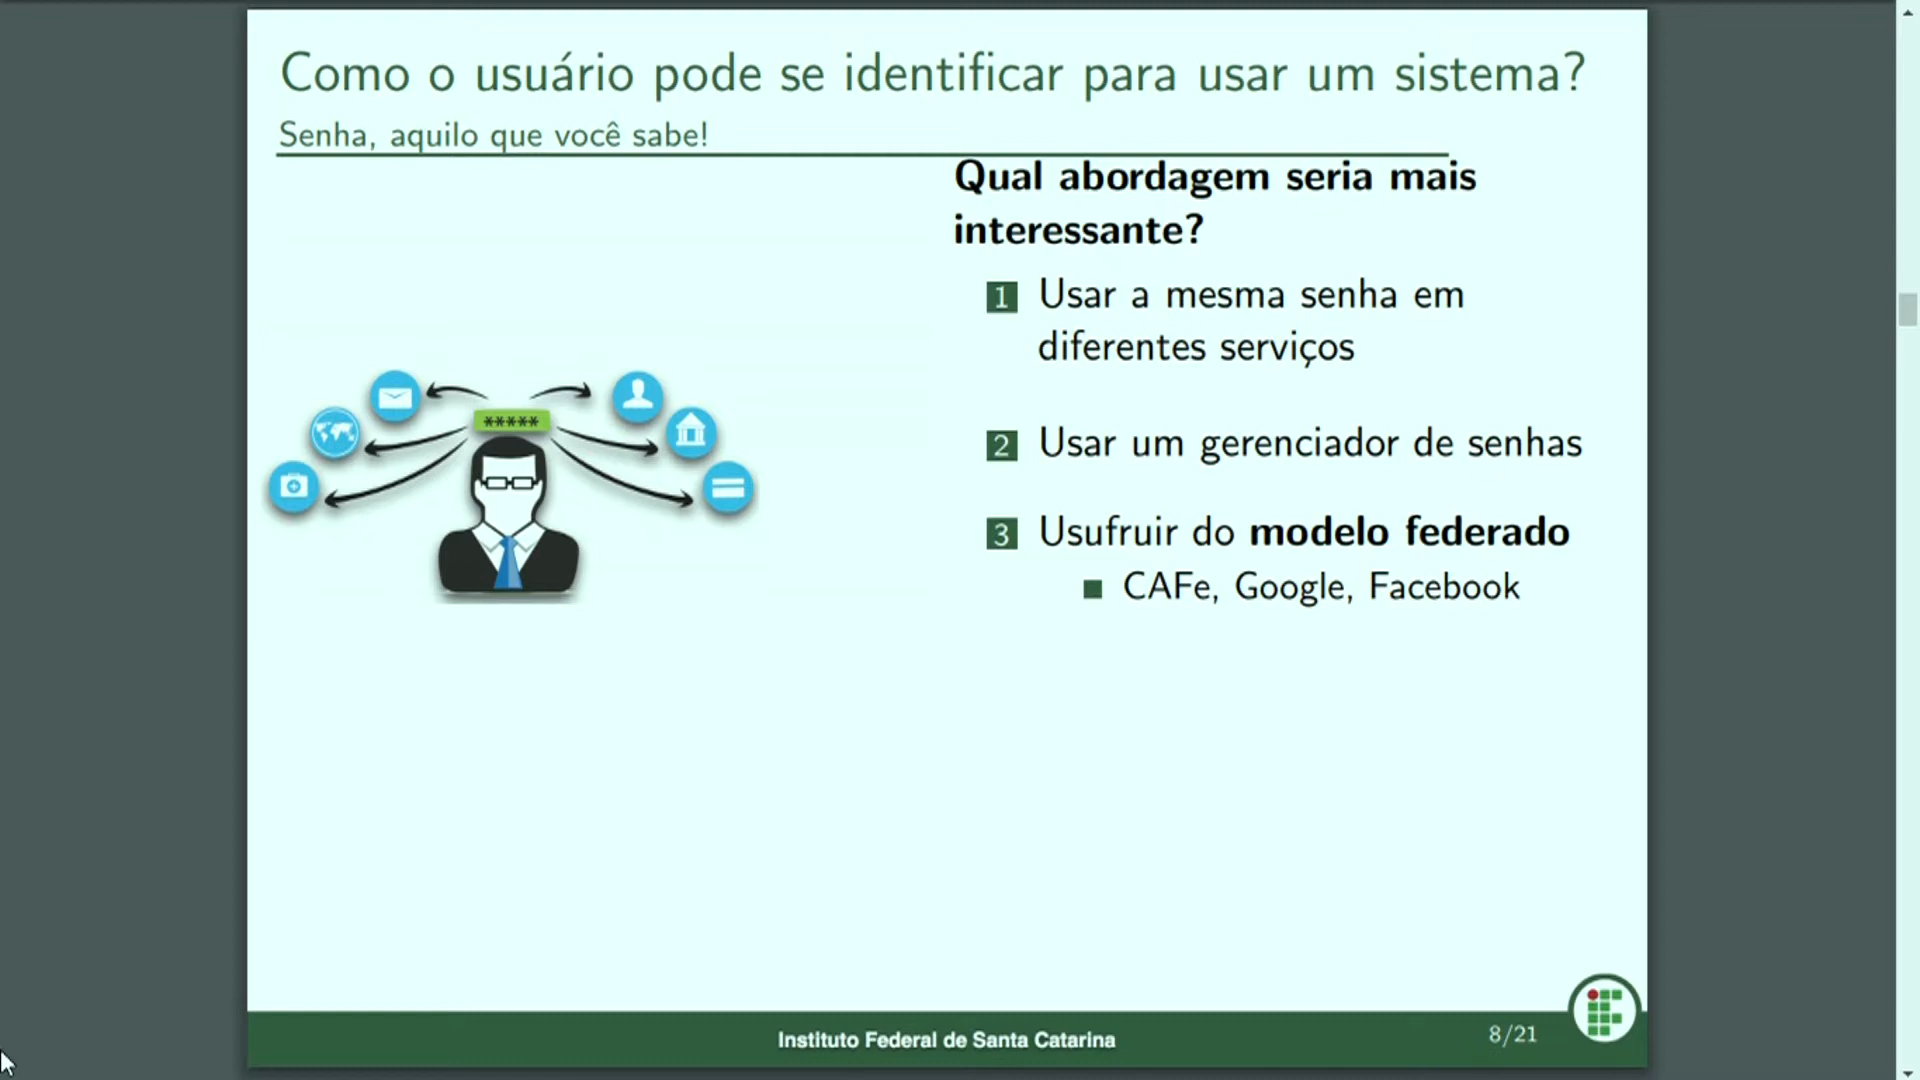 Como o usuário pode se identificar para usar um sistema?
Senha, aquilo que você sabe!
Qual abordagem seria mais
interessante?
1 Usar a mesma senha em
diferentes serviços
2 Usar um gerenciador de senhas
3 Usufruir do modelo federado
CAFe, Google, Facebook
*****
Instituto Federal de Santa Catarina
8/21